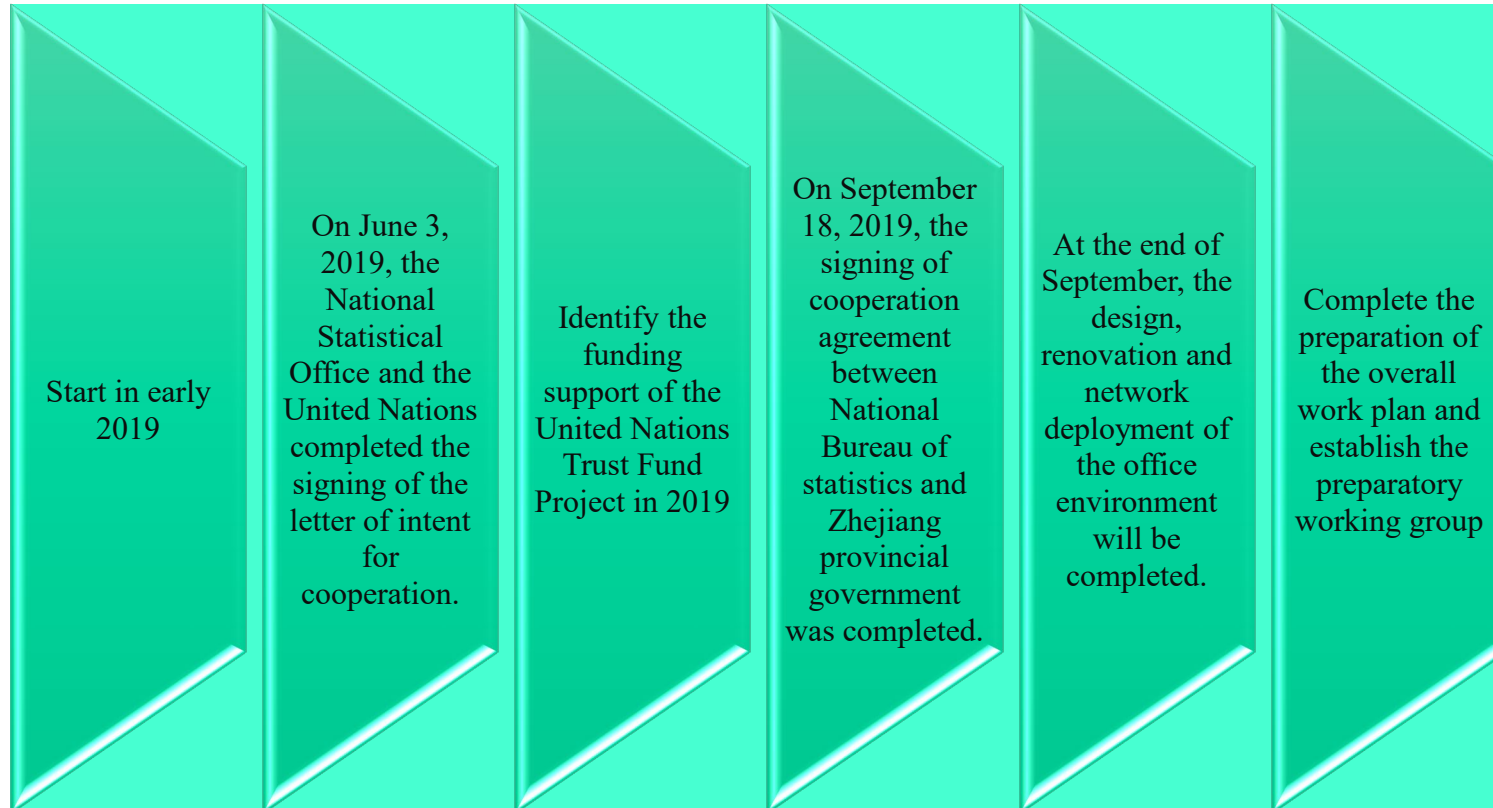 Start in early
2019
On June 3,
2019, the
National
Statistical
Office and the
United Nations
completed the
signing of the
letter of intent
for
cooperation.
Identify the
funding
support of the
United Nations
Trust Fund
Project in 2019
On September
18, 2019, the
signing of
cooperation
agreement
between
National
Bureau of
statistics and
Zhejiang
provincial
government
was completed.
At the end of
September, the
design,
renovation and
network
deployment of
the office
environment
will be
completed.
Complete the
preparation of
the overall
work plan and
establish the
preparatory
working group